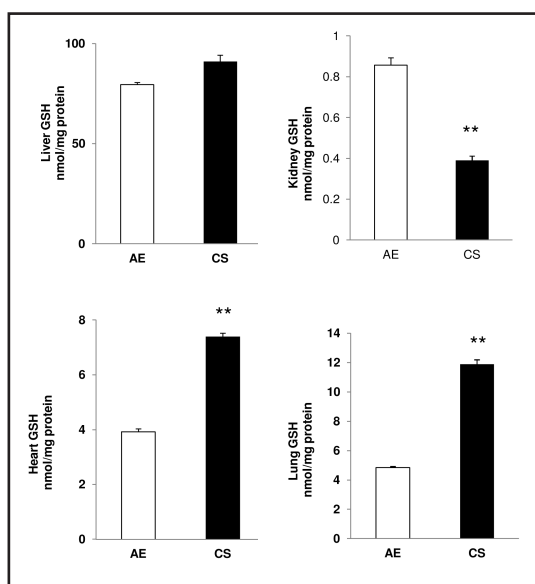 Liver GSH
nmol/mg protein
100
50
0
AE
CS
Kidney GSH
nmol/mg protein
1
0.8
0.6
0.4
0.2
0
**
AE
CS
Heart GSH
nmol/mg protein
8
6
4
2
0
**
AE
CS
Lung GSH
nmol/mg protein
14
12
10
8
6
4
2
0
**
AE
CS